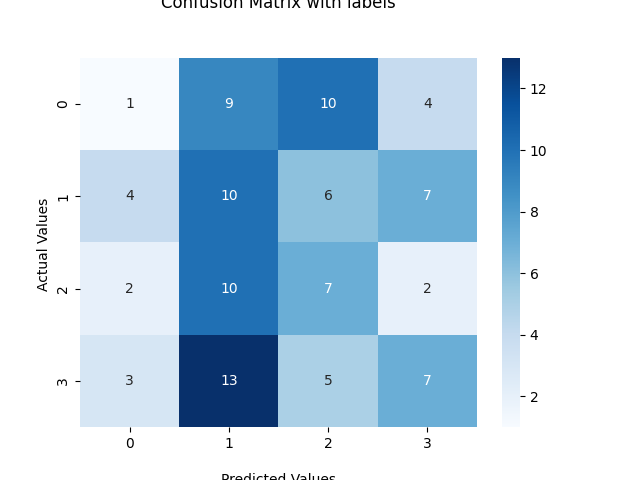 Confusion Matrix with labels
0 1 9 10 4
1 4 10 6 7
2 2 10 7 2
3 3 13 5 7
0 1 2 3
Actual Values
Predicted Values
12
10
8
6
4
2